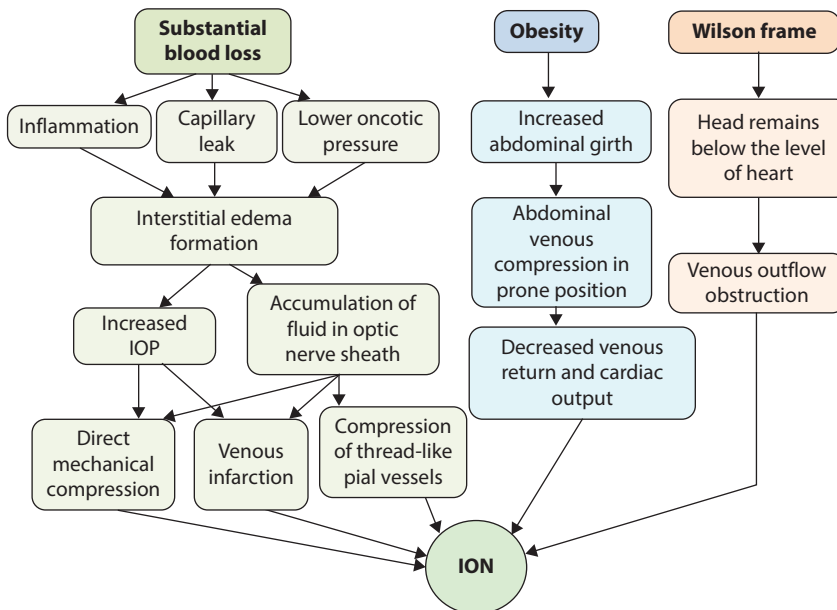 Substantial
blood loss
Obesity
Wilson frame
Inflammation
Capillary
leak
Lower oncotic
pressure
Increased
abdominal girth
Head remains
below the level
of heart
Interstitial edema
formation
Abdominal
venous
compression in
prone position
Venous outflow
obstruction
Increased
IOP
Accumulation of
fluid in optic
nerve sheath
Decreased venous
return and cardiac
output
Direct
mechanical
compression
Venous
infarction
Compression
of thread-like
pial vessels
ION